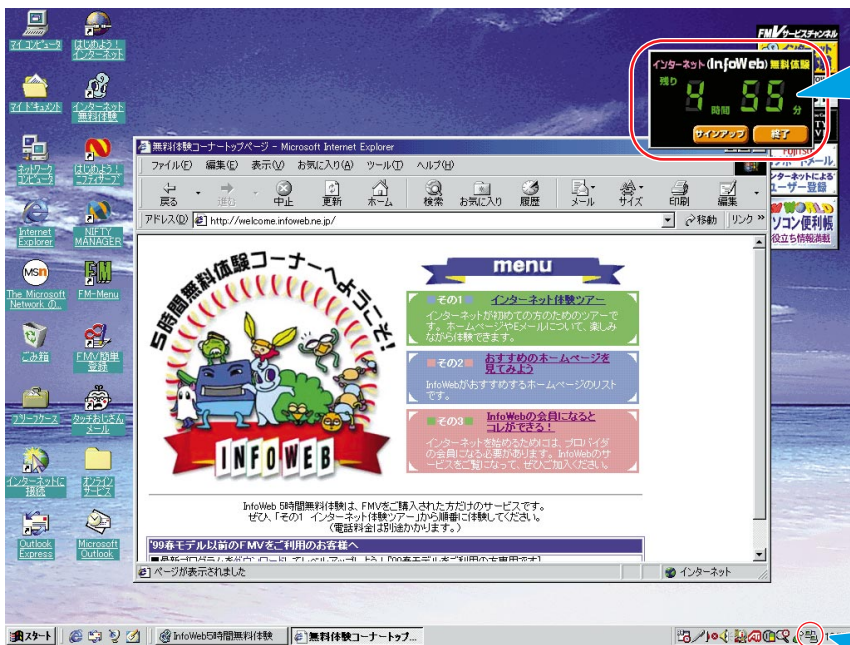 マイ コンピュータ
はじめよう!
インターネット
マイドキュメント
インターネット
無料体験
ネットワーク
コンピュータ
はじめよう!
ニフティサーブ
Internet
Explorer
NIFTY
MANAGER
msn
The Microsoft
Network の...
FM-Menu
ごみ箱
FMV簡単
登録
ブリーフケース
タッチおじさん
メール
インターネットに
接続
オンライン
サービス
Outlook
Express
Microsoft
Outlook
FMVサービスチャンネル
インターネット(InfoWeb)無料体験
残り
4 時間 55 分
サインアップ 終了
ユーザー登録
役立ち情報満載
無料体験コーナートップページ - Microsoft Internet Explorer
ファイル(F) 編集(E) 表示(V) お気に入り(A) ツール(T) ヘルプ(H)
戻る 進む 中止 更新 ホーム 検索 お気に入り 履歴 メール サイズ 印刷 編集
アドレス(D) http://welcome.infoweb.ne.jp/ 移動 リンク »
5時間無料体験コーナーへようこそ!
INFOWEB
menu
その1 インターネット体験ツアー
インターネットが初めての方のためのツアーで
す。ホームページやEメールについて、楽しみ
ながら体験できます。
その2 おすすめのホームページを
見てみよう
InfoWebがおすすめするホームページのリスト
です。
その3 InfoWebの会員になると
コレができる!
インターネットを始めるためには、プロバイダ
の会員になる必要があります。InfoWebのサ
ービスをご覧になって、ぜひご加入ください。
InfoWeb 5時間無料体験は、FMVをご購入された方だけのサービスです。
ぜひ、「その1 インターネット体験ツアー」から順番に体験してください。
(電話料金は別途かかります。)
'99春モデル以前のFMVをご利用のお客様へ
ページが表示されました インターネット
スタート InfoWeb5時間無料体験 無料体験コーナートップ...